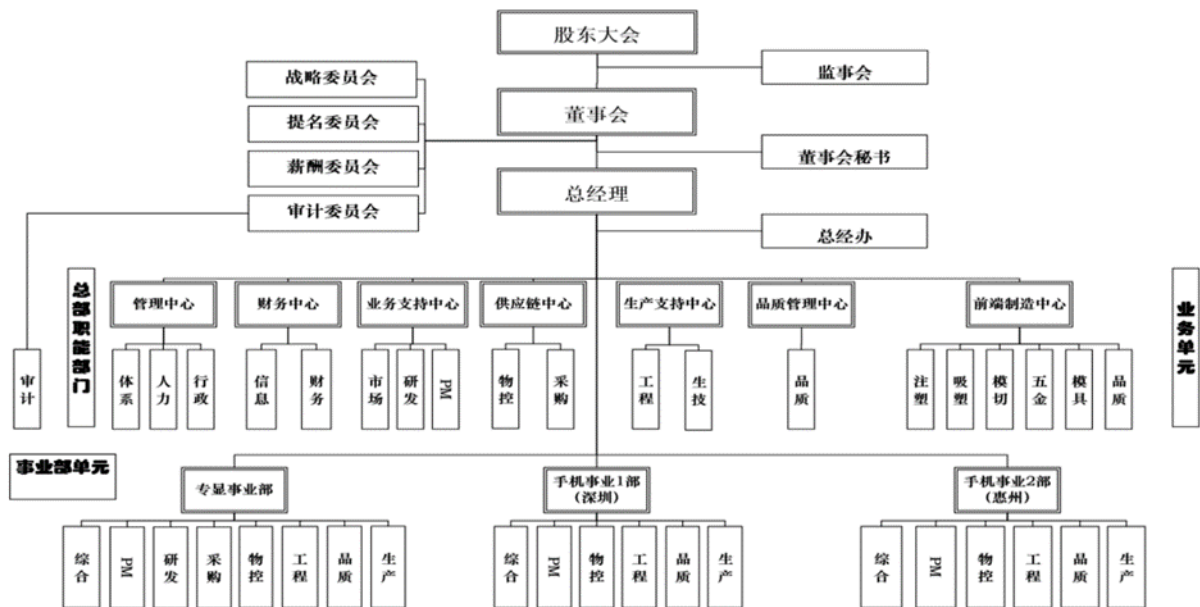 股东大会
监事会
战略委员会
董事会
提名委员会
董事会秘书
薪酬委员会
总经理
审计委员会
总经办
总部职能部门
管理中心
财务中心
业务支持中心
供应链中心
生产支持中心
品质管理中心
前端制造中心
业务单元
审计
体系
人力
行政
信息
财务
市场
研发
PM
物控
采购
工程
生技
品质
注塑
吸塑
模切
五金
模具
品质
事业部单元
专显事业部
手机事业1部
(深圳)
手机事业2部
(惠州)
综合
PM
研发
采购
物控
工程
品质
生产
综合
PM
物控
工程
品质
生产
综合
PM
物控
工程
品质
生产